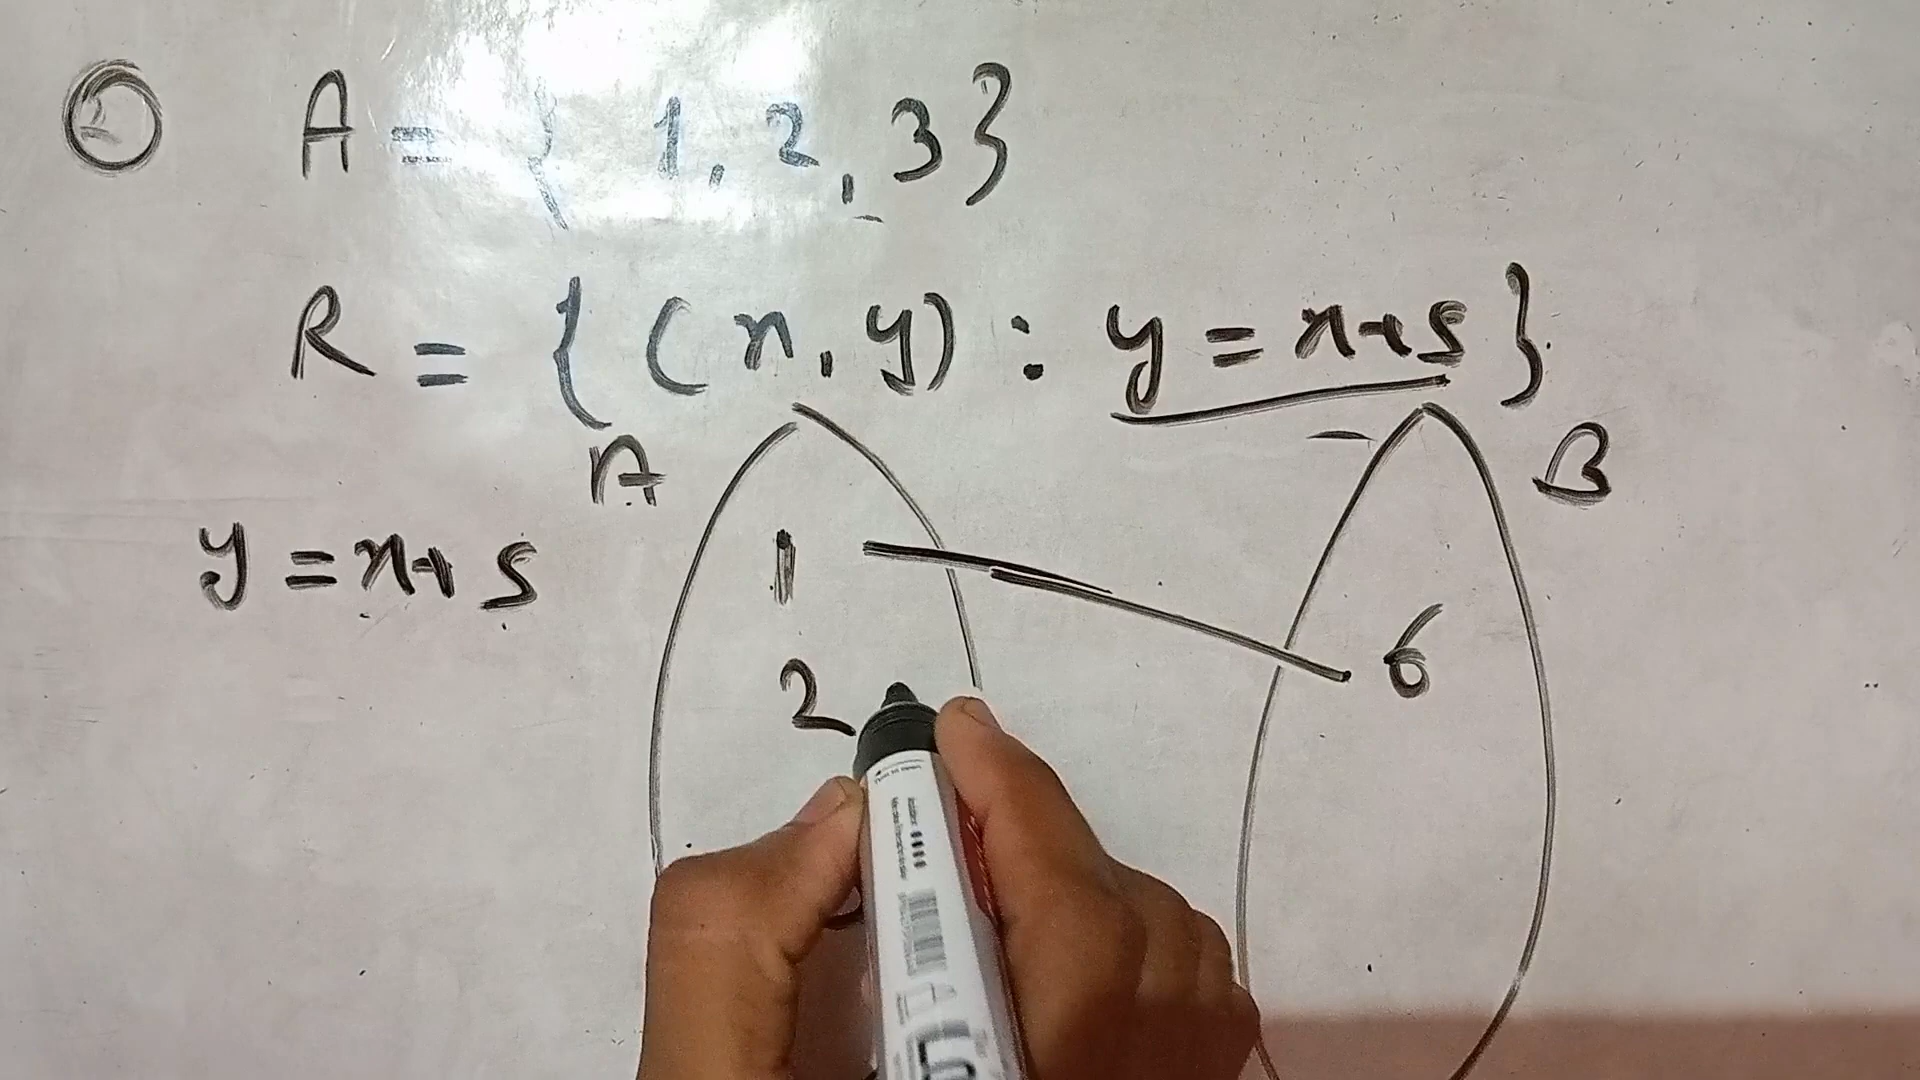 2 A = { 1, 2, 3 }
R = { (x, y) : y = x+5 }
A B
y = x+5
1
6
2